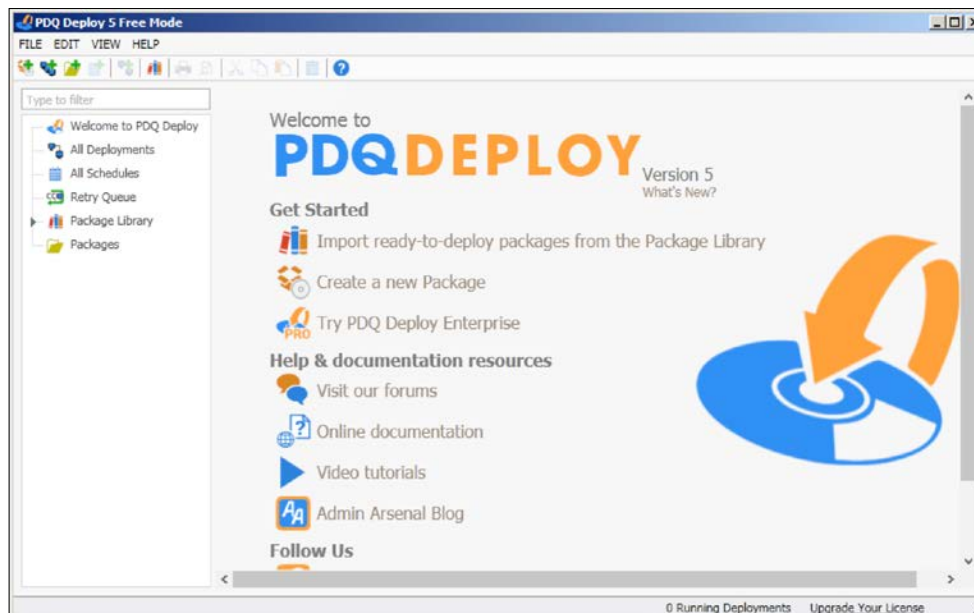 PDQ Deploy 5 Free Mode
FILE EDIT VIEW HELP
Type to filter
Welcome to PDQ Deploy
All Deployments
All Schedules
Retry Queue
Package Library
Packages
Welcome to
PDQDEPLOY
Version 5
What's New?
Get Started
Import ready-to-deploy packages from the Package Library
Create a new Package
PRO
Try PDQ Deploy Enterprise
Help & documentation resources
Visit our forums
?
Online documentation
Video tutorials
AA
Admin Arsenal Blog
Follow Us
0 Running Deployments Upgrade Your License